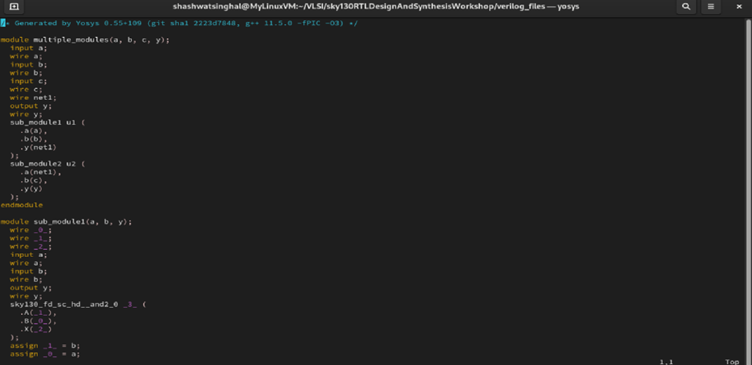 shashwatsinghal@MyLinuxVM:~/VLSI/sky130RTLDesignAndSynthesisWorkshop/verilog_files — yosys
/* Generated by Yosys 0.55+109 (git sha1 2223d7848, g++ 11.5.0 -fPIC -O3) */
module multiple_modules(a, b, c, y);
input a;
wire a;
input b;
wire b;
input c;
wire c;
wire net1;
output y;
wire y;
sub_module1 u1 (
.a(a),
.b(b),
.y(net1)
);
sub_module2 u2 (
.a(net1),
.b(c),
.y(y)
);
endmodule
module sub_module1(a, b, y);
wire _0_;
wire _1_;
wire _2_;
input a;
wire a;
input b;
wire b;
output y;
wire y;
sky130_fd_sc_hd__and2_0 _3_ (
.A(_1_),
.B(_0_),
.X(_2_)
);
assign _1_ = b;
assign _0_ = a;
1,1 Top